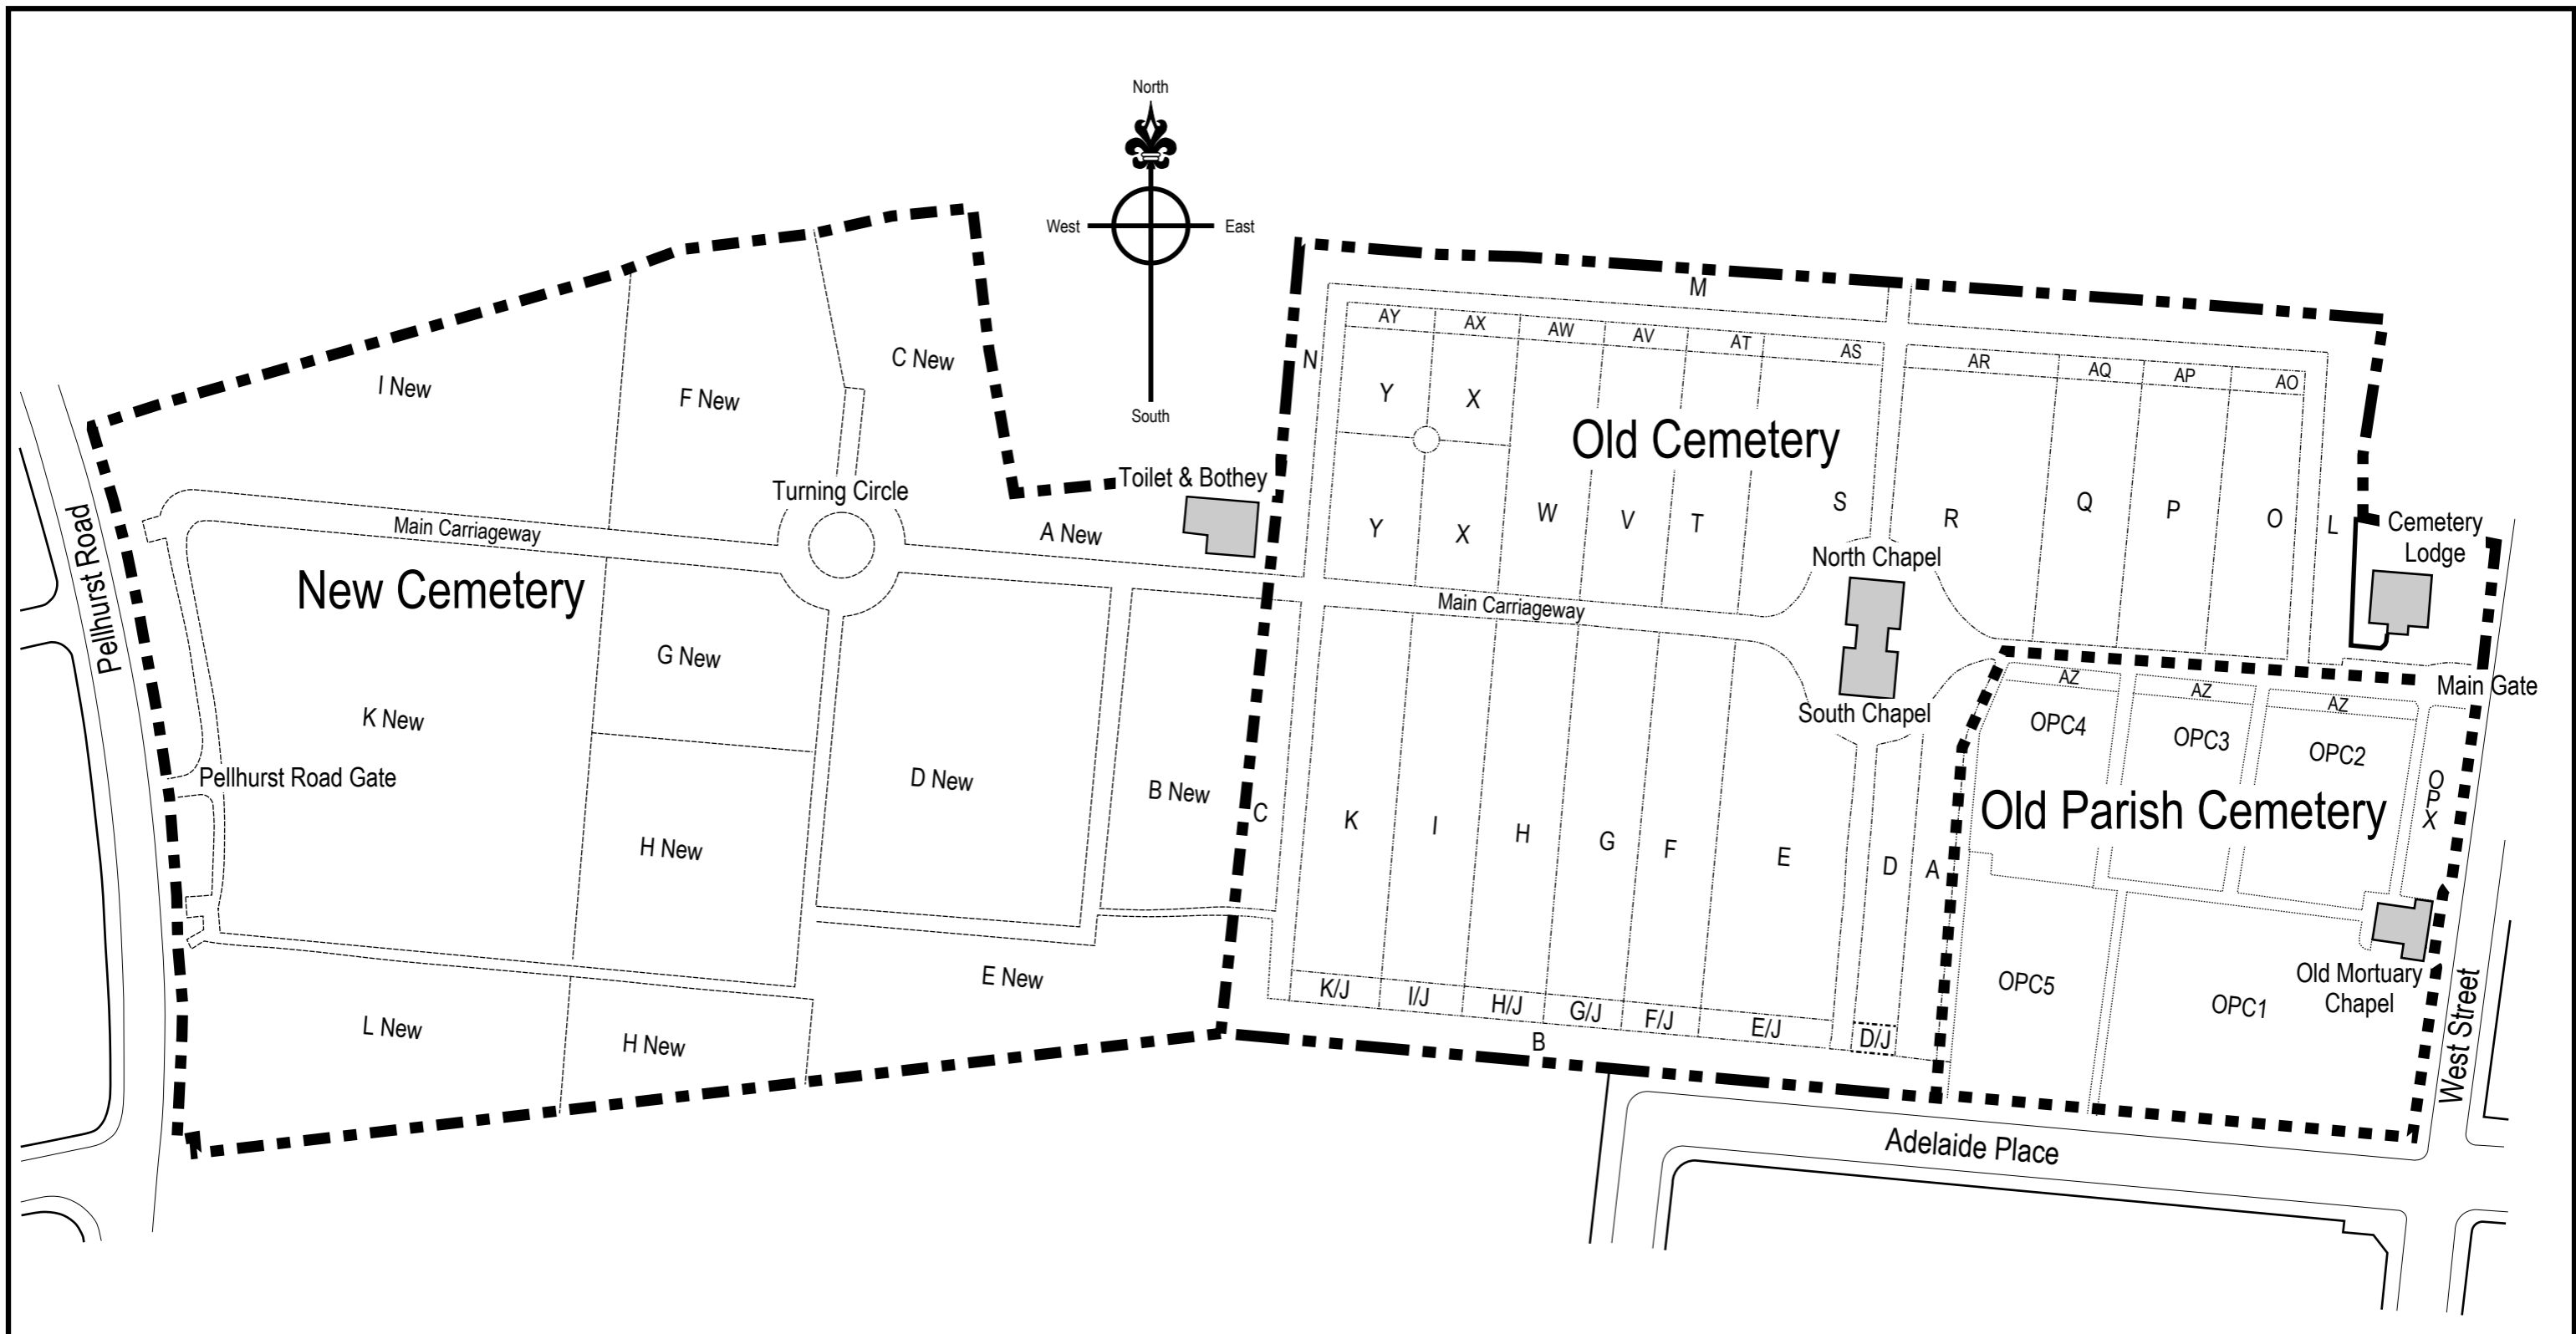 North
West
East
South
I New
F New
C New
Turning Circle
Toilet & Bothey
A New
Main Carriageway
New Cemetery
Pellhurst Road
G New
K New
Pellhurst Road Gate
D New
B New
H New
E New
L New
H New
M
N
AY
AX
AW
AV
AT
AS
AR
AQ
AP
AO
Y
X
Old Cemetery
Y
X
W
V
T
S
R
Q
P
O
L
Cemetery
Lodge
North Chapel
Main Carriageway
South Chapel
Main Gate
AZ
AZ
AZ
OPC4
OPC3
OPC2
OPX
Old Parish Cemetery
C
K
I
H
G
F
E
D
A
K/J
I/J
H/J
G/J
F/J
E/J
D/J
B
OPC5
OPC1
Old Mortuary
Chapel
West Street
Adelaide Place